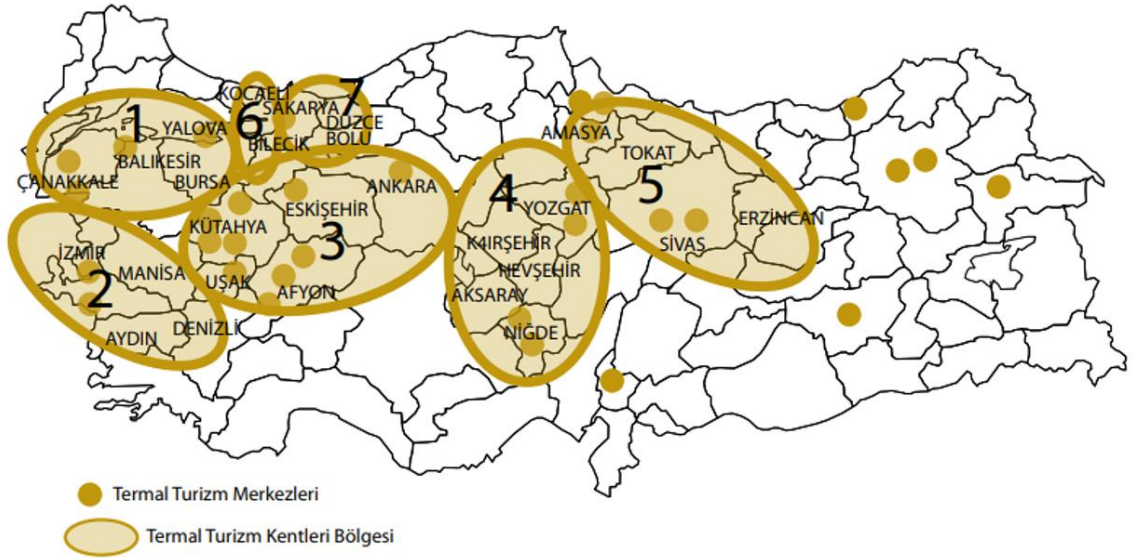 KOCAELİ
7
SAKARYA
6
DÜZCE
BOLU
BİLECİK
1
YALOVA
BALIKESİR
ÇANAKKALE
BURSA
AMASYA
TOKAT
5
SİVAS
ERZİNCAN
ANKARA
ESKİŞEHİR
KÜTAHYA
3
UŞAK
AFYON
4
YOZGAT
K4IRŞEHİR
HEVŞEHİR
AKSARAY
NİĞDE
İZMİR
MANİSA
2
AYDIN
DENİZLİ
Termal Turizm Merkezleri
Termal Turizm Kentleri Bölgesi